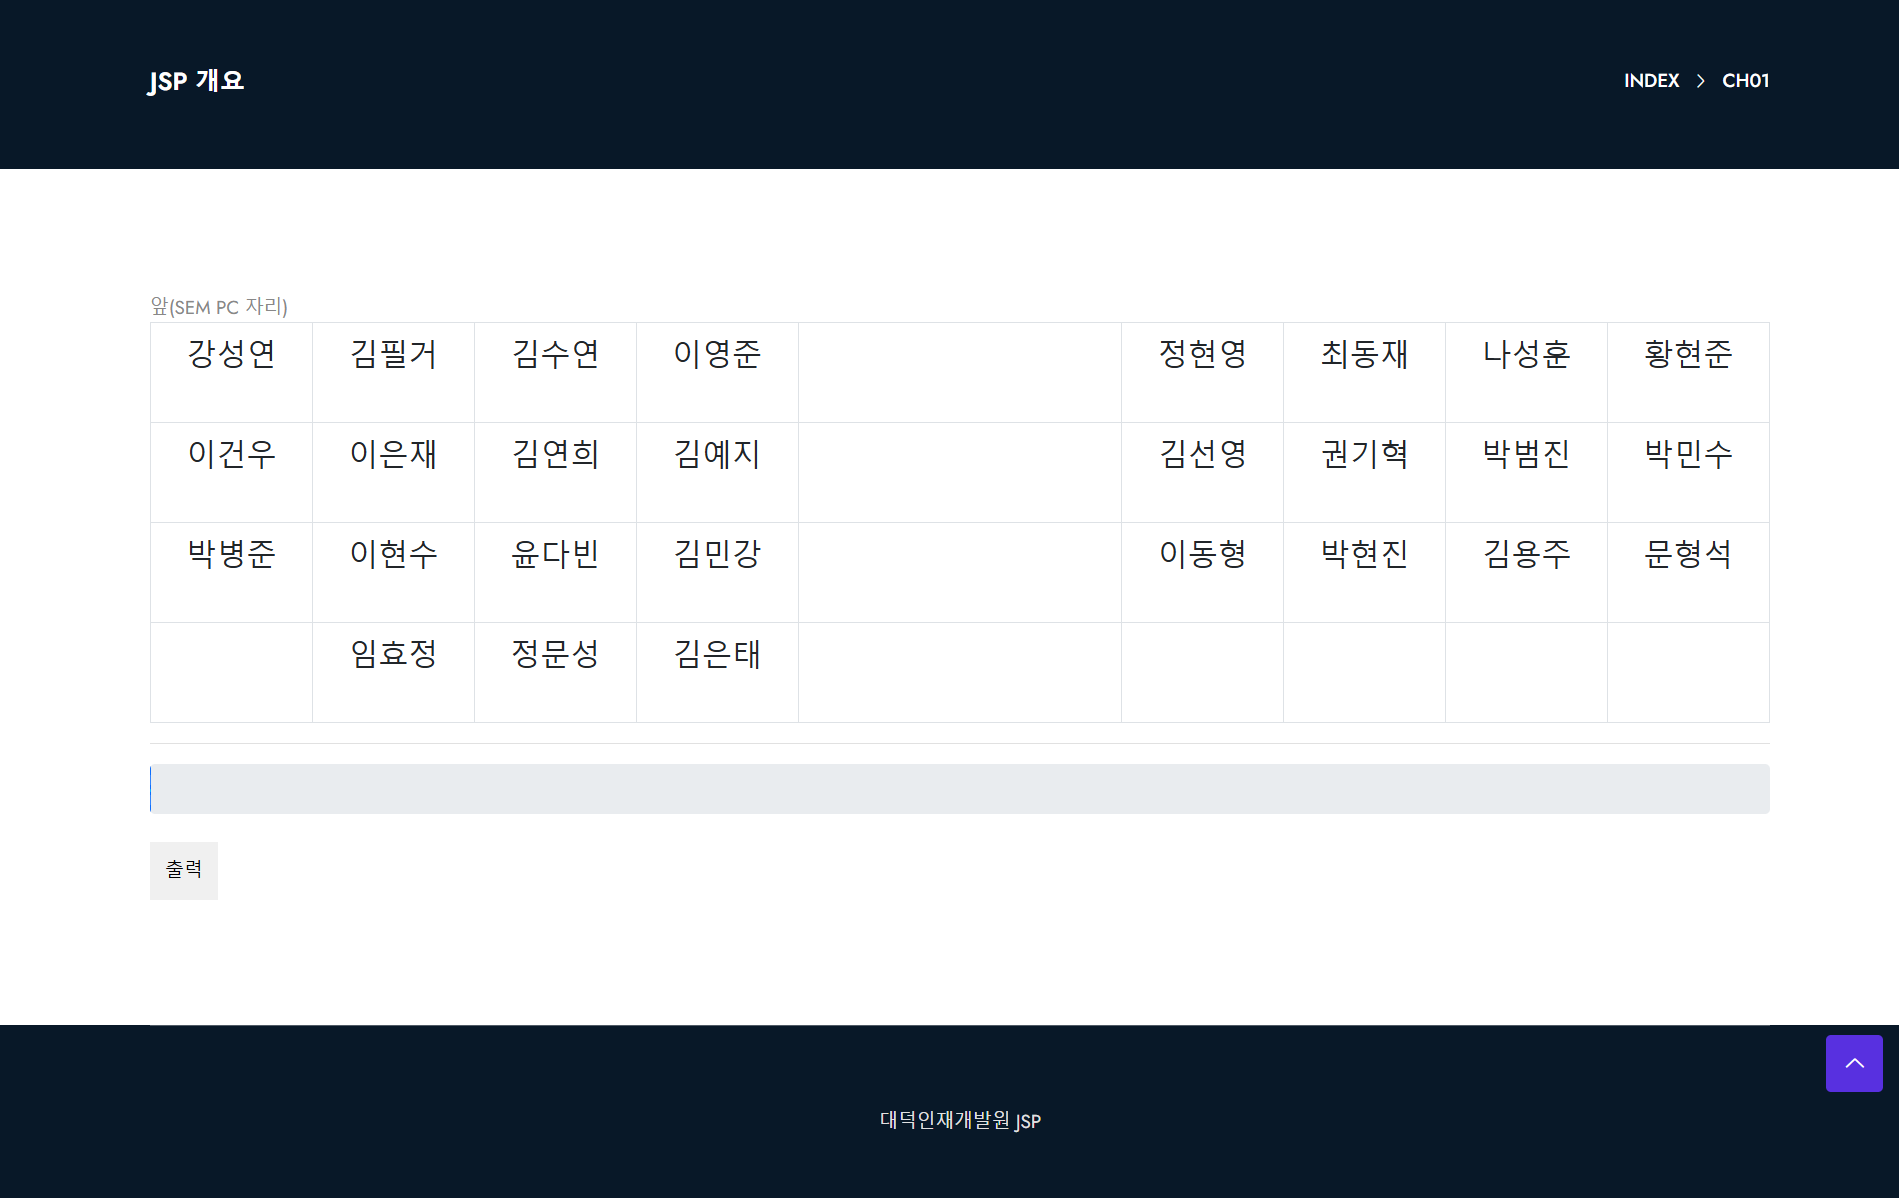 JSP 개요
INDEX > CH01
앞(SEM PC 자리)
강성연 김필거 김수연 이영준 정현영 최동재 나성훈 황현준
이건우 이은재 김연희 김예지 김선영 권기혁 박범진 박민수
박병준 이현수 윤다빈 김민강 이동형 박현진 김용주 문형석
임효정 정문성 김은태
출력
대덕인재개발원 JSP